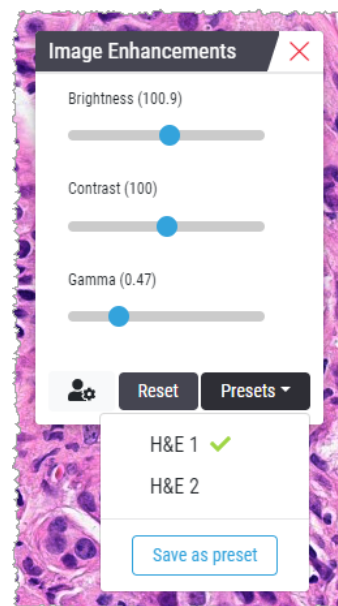 Image Enhancements
Brightness (100.9)
Contrast (100)
Gamma (0.47)
Reset Presets
H&E 1
H&E 2
Save as preset